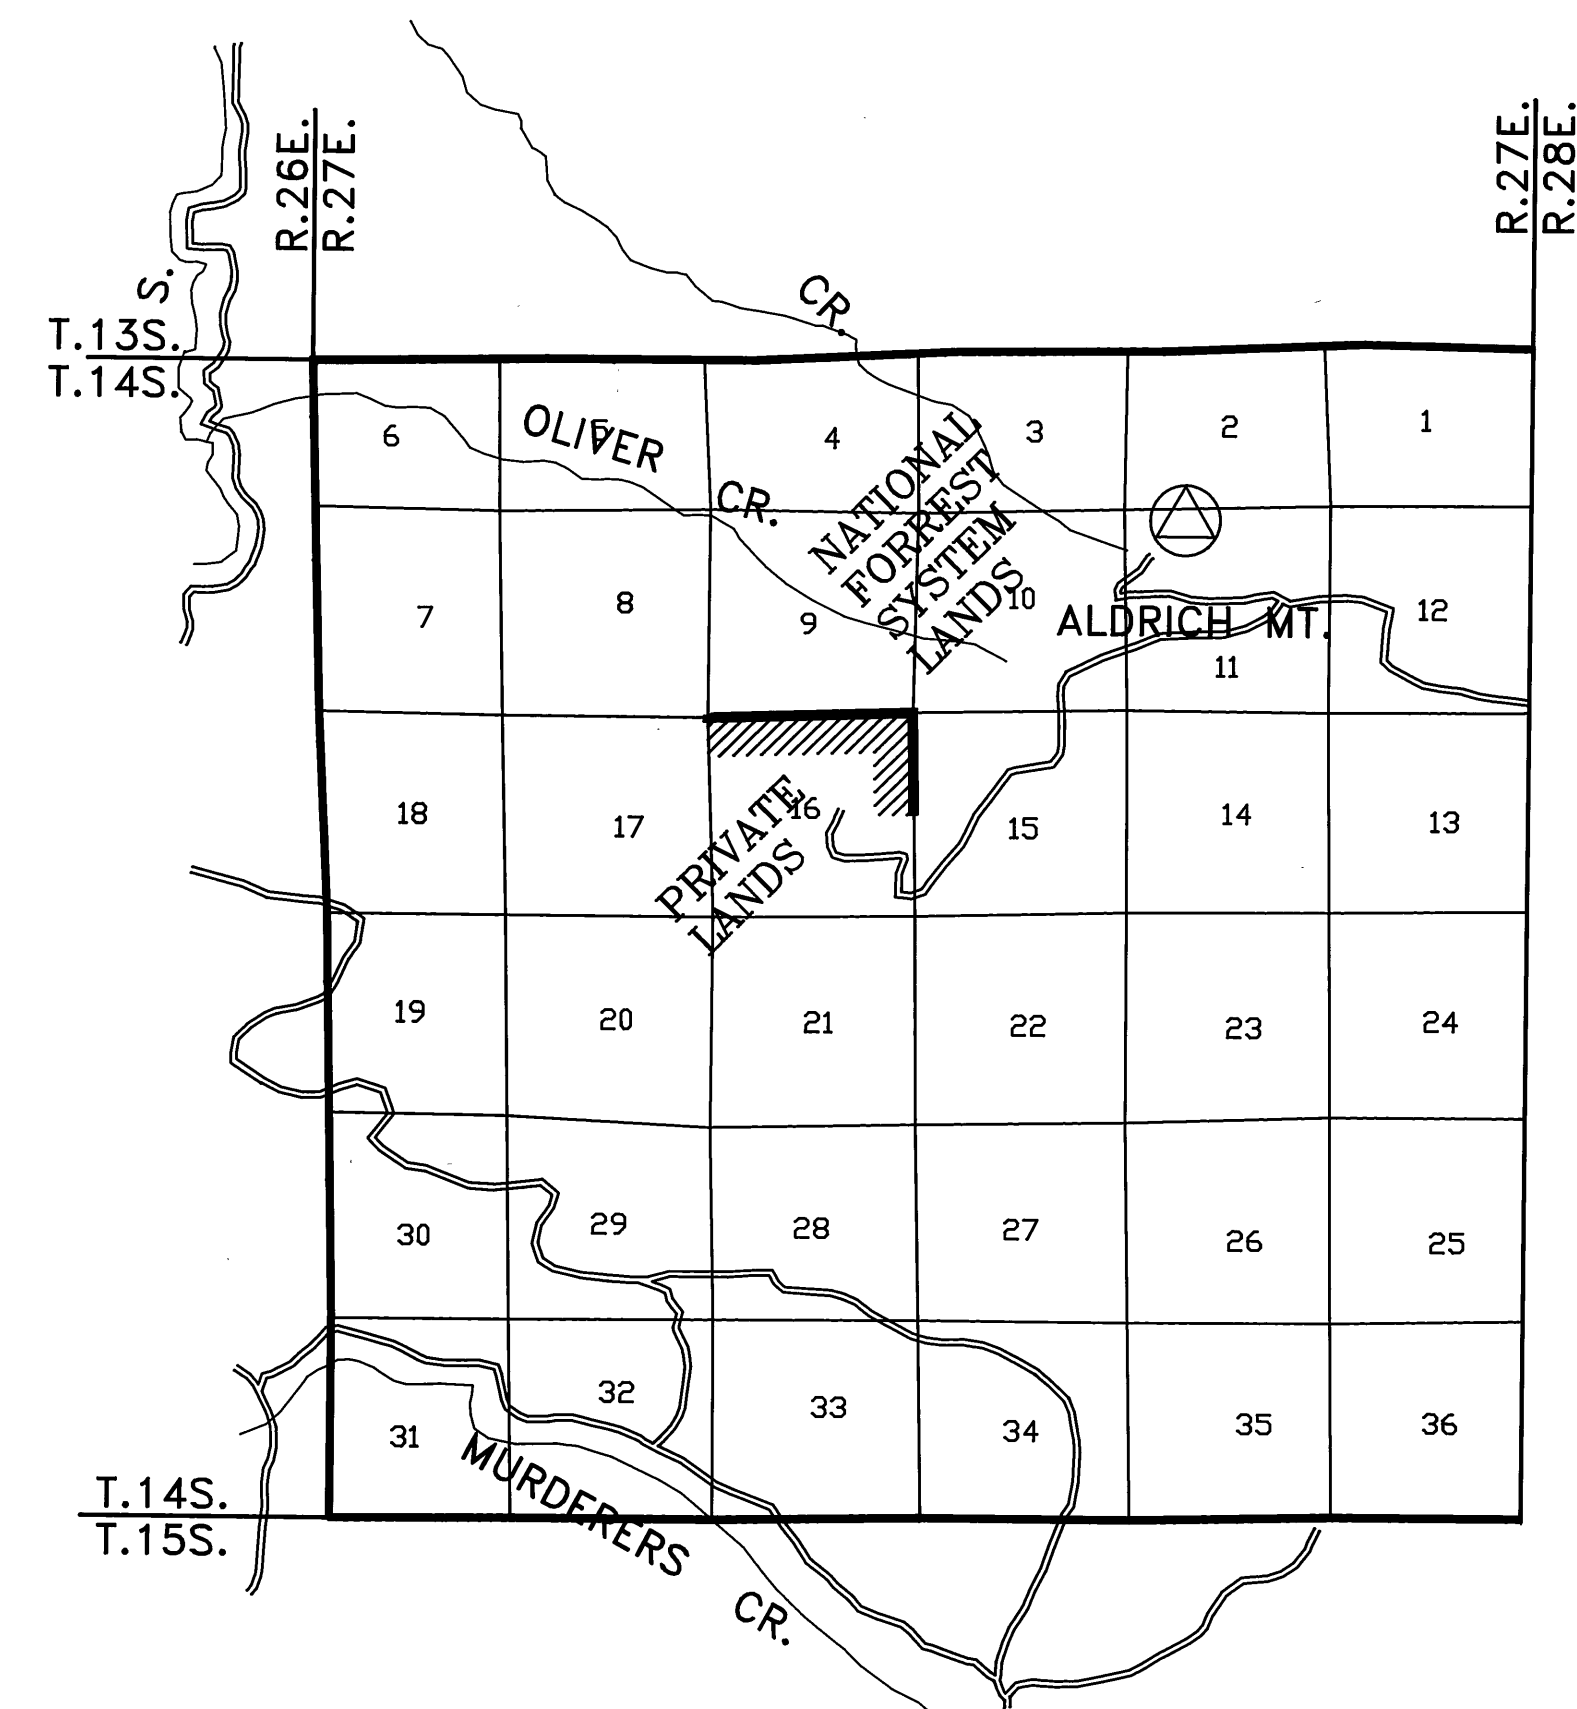 R.26E.
R.27E.
R.27E.
R.28E.
CR.
S.
T.13S.
T.14S.
6
OLIVER
5
4
3
2
1
CR.
NATIONAL
FORREST
SYSTEM
LANDS
7
8
9
10
ALDRICH MT.
11
12
18
17
16
15
14
13
PRIVATE
LANDS
19
20
21
22
23
24
30
29
28
27
26
25
31
32
33
34
35
36
MURDERERS
CR.
T.14S.
T.15S.